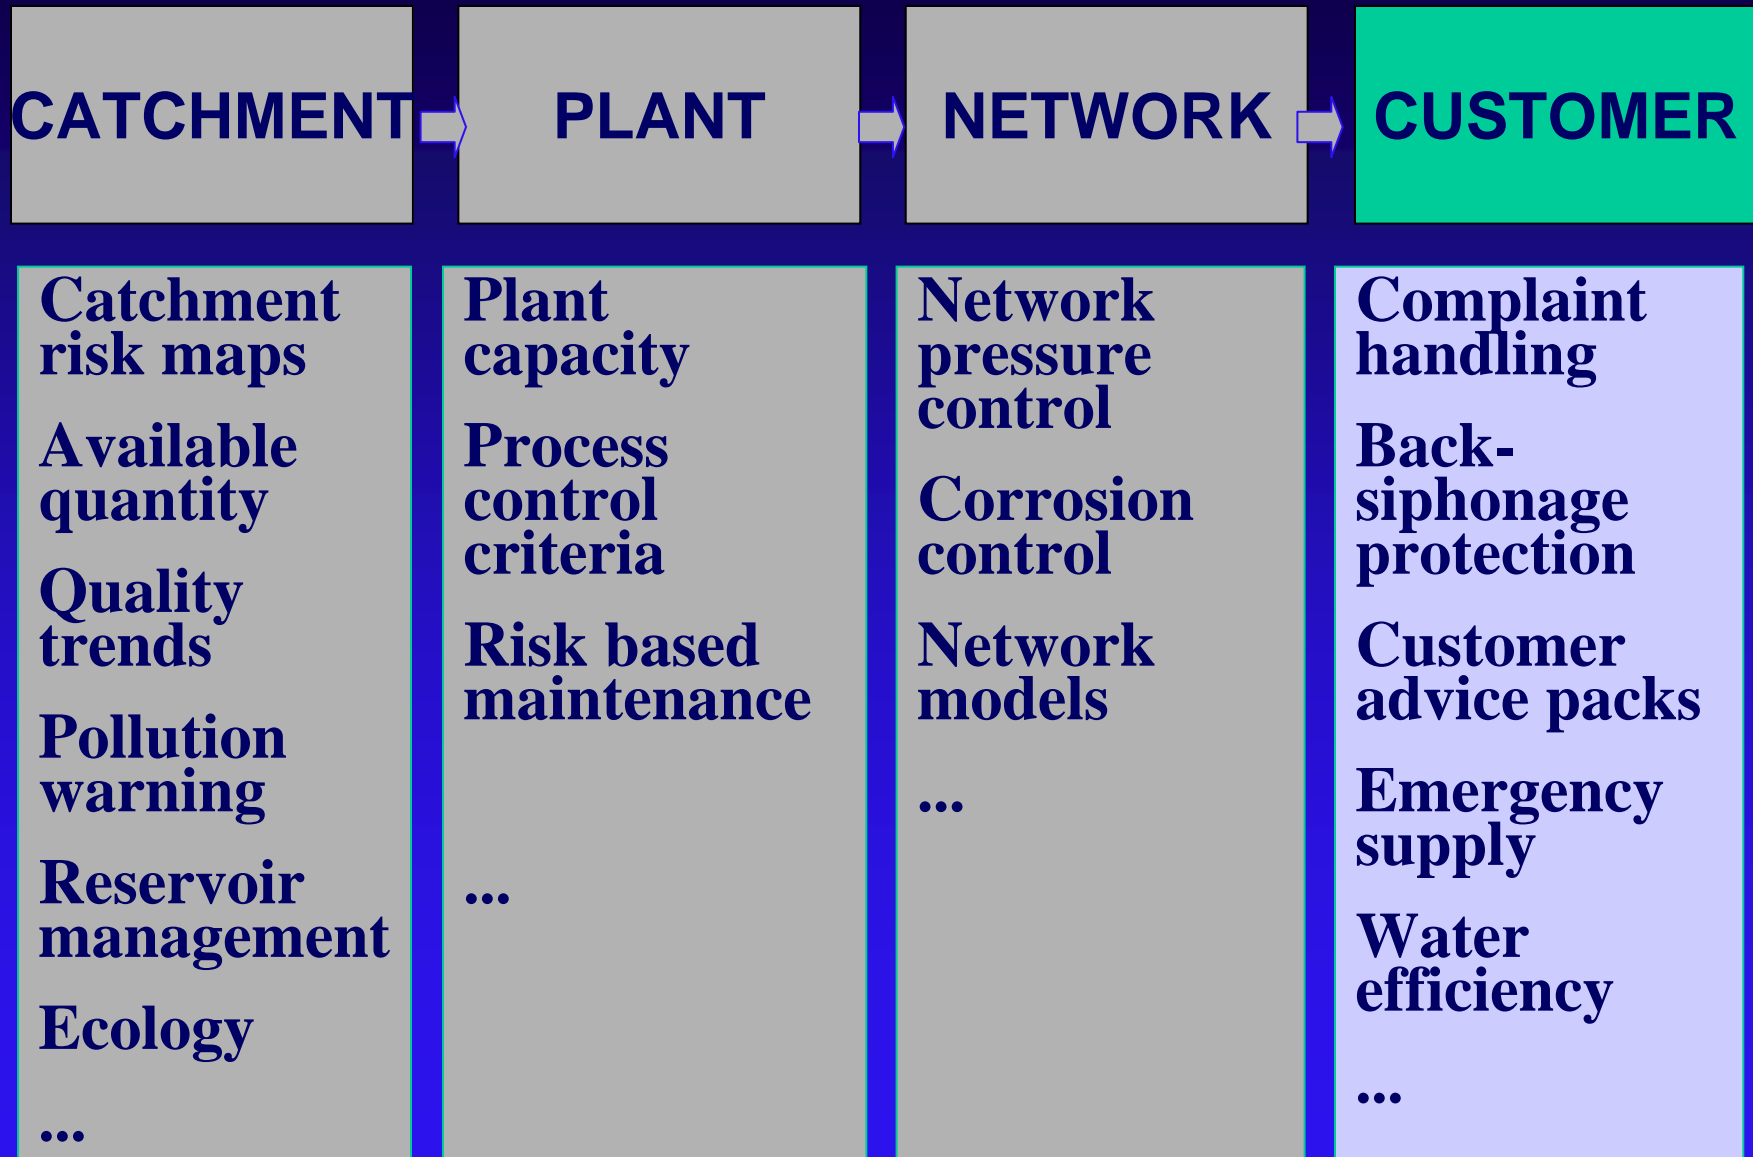 CATCHMENT
PLANT
NETWORK
CUSTOMER
Catchment
risk maps
Available
quantity
Quality
trends
Pollution
warning
Reservoir
management
Ecology
...
Plant
capacity
Process
control
criteria
Risk based
maintenance
...
Network
pressure
control
Corrosion
control
Network
models
...
Complaint
handling
Back-
siphonage
protection
Customer
advice packs
Emergency
supply
Water
efficiency
...